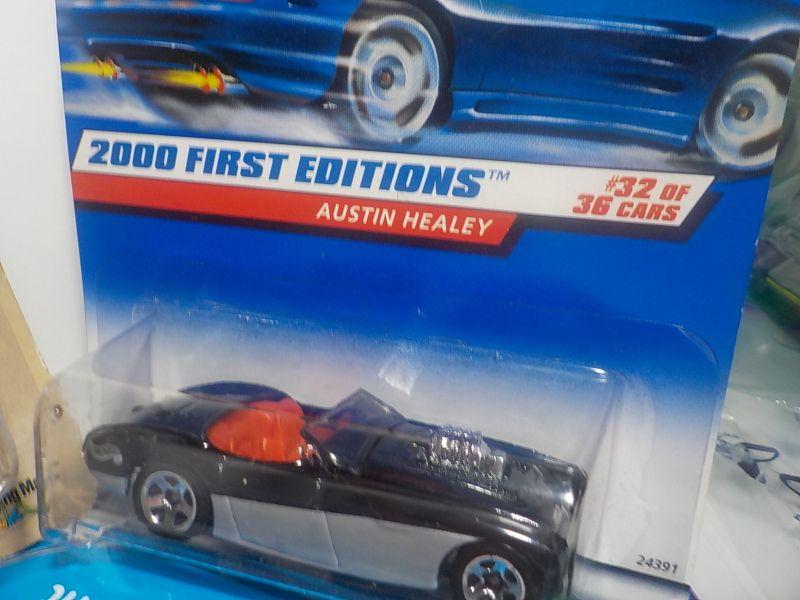 2000 FIRST EDITIONS™
#32 OF
36 CARS
AUSTIN HEALEY
24391